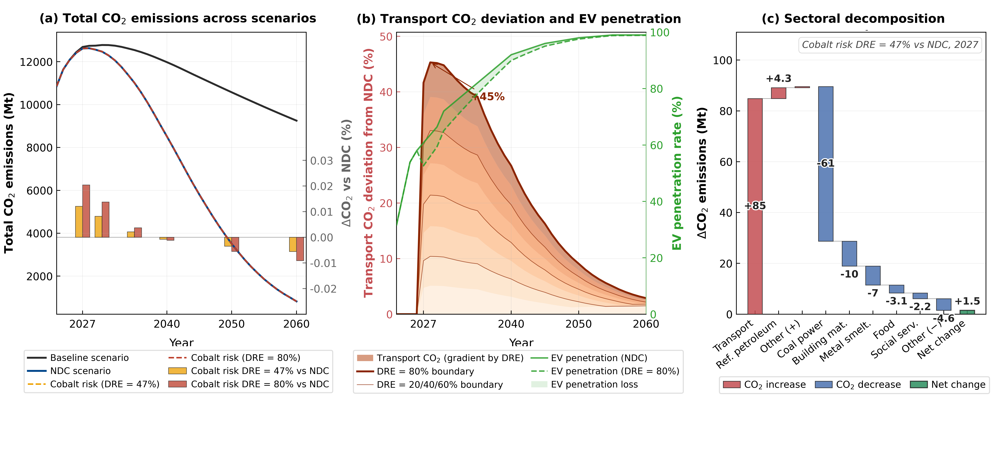 (a) Total CO₂ emissions across scenarios
Total CO₂ emissions (Mt)
12000
10000
8000
6000
4000
2000
0.03
0.02
0.01
0.00
-0.01
-0.02
ΔCO₂ vs NDC (%)
2027
2040
2050
2060
Year
Baseline scenario
NDC scenario
Cobalt risk (DRE = 47%)
Cobalt risk (DRE = 80%)
Cobalt risk DRE = 47% vs NDC
Cobalt risk DRE = 80% vs NDC
(b) Transport CO₂ deviation and EV penetration
Transport CO₂ deviation from NDC (%)
50
40
30
20
10
0
+45%
100
80
60
40
20
0
EV penetration rate (%)
2027
2040
2050
2060
Year
Transport CO₂ (gradient by DRE)
DRE = 80% boundary
DRE = 20/40/60% boundary
EV penetration (NDC)
EV penetration (DRE = 80%)
EV penetration loss
(c) Sectoral decomposition
Cobalt risk DRE = 47% vs NDC, 2027
ΔCO₂ emissions (Mt)
100
80
60
40
20
0
+85
+4.3
-61
-10
-7
-3.1
-2.2
-4.6
+1.5
Transport
Ref. petroleum
Other (+)
Coal power
Building mat.
Metal smelt.
Food
Social serv.
Other (−)
Net change
CO₂ increase
CO₂ decrease
Net change